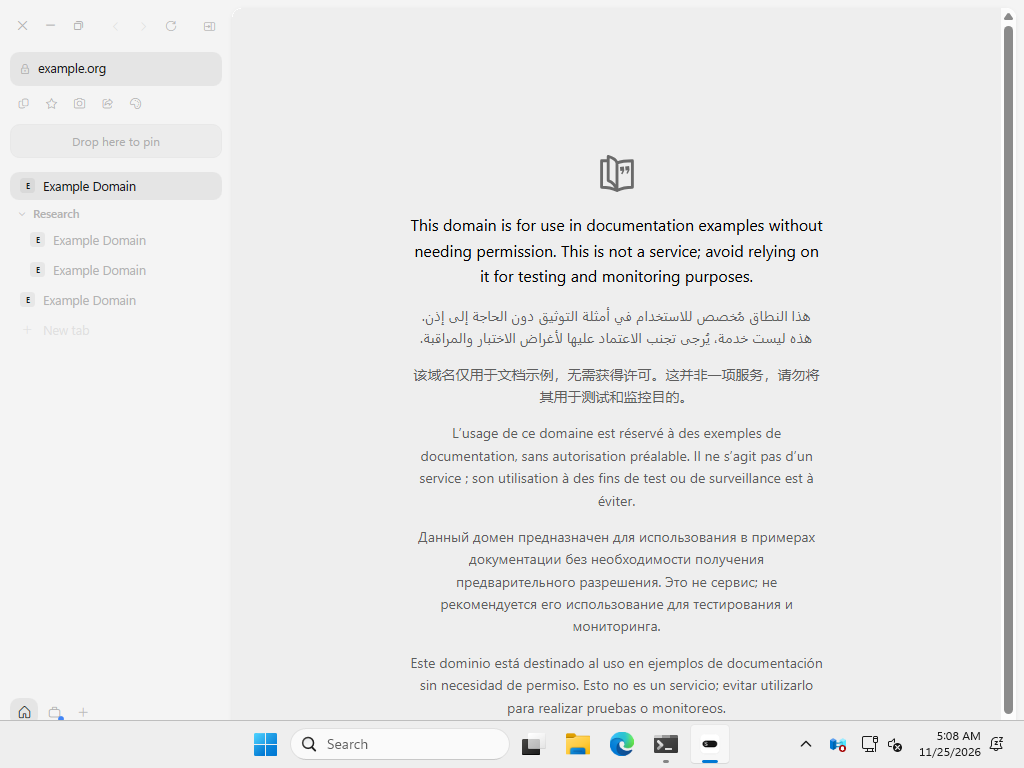 example.org
Drop here to pin
E Example Domain
Research
E Example Domain
E Example Domain
E Example Domain
New tab
This domain is for use in documentation examples without
needing permission. This is not a service; avoid relying on
it for testing and monitoring purposes.
هذا النطاق مُخصص للاستخدام في أمثلة التوثيق دون الحاجة إلى إذن.
هذه ليست خدمة، يُرجى تجنب الاعتماد عليها لأغراض الاختبار والمراقبة.
该域名仅用于文档示例，无需获得许可。这并非一项服务，请勿将
其用于测试和监控目的。
L’usage de ce domaine est réservé à des exemples de
documentation, sans autorisation préalable. Il ne s’agit pas d’un
service ; son utilisation à des fins de test ou de surveillance est à
éviter.
Данный домен предназначен для использования в примерах
документации без необходимости получения
предварительного разрешения. Это не сервис; не
рекомендуется его использование для тестирования и
мониторинга.
Este dominio está destinado al uso en ejemplos de documentación
sin necesidad de permiso. Esto no es un servicio; evitar utilizarlo
para realizar pruebas o monitoreos.
Search
5:08 AM
11/25/2026